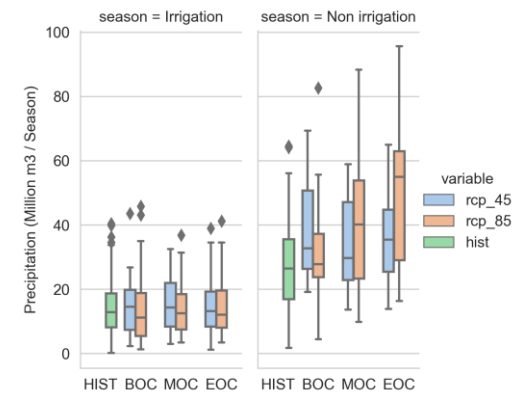 season = Irrigation
season = Non irrigation
100
80
60
40
20
0
Precipitation (Million m3 / Season)
HIST BOC MOC EOC
HIST BOC MOC EOC
variable
rcp_45
rcp_85
hist